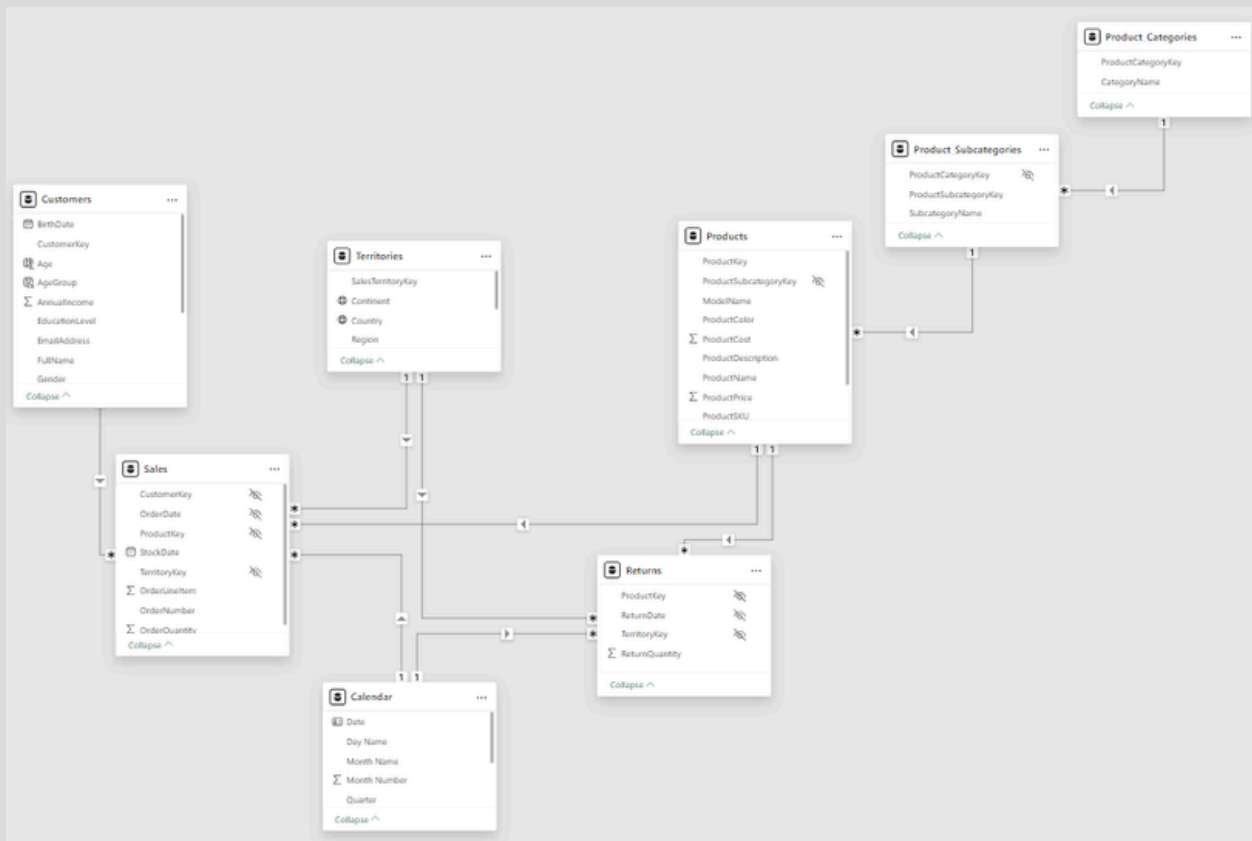 Product_Categories
ProductCategoryKey
CategoryName
Collapse
1
Product_Subcategories
ProductCategoryKey
ProductSubcategoryKey
SubcategoryName
Collapse
*
1
Customers
BirthDate
CustomerKey
Age
AgeGroup
AnnualIncome
EducationLevel
EmailAddress
FullName
Gender
Collapse
Territories
SalesTerritoryKey
Continent
Country
Region
Collapse
1 1
Products
ProductKey
ProductSubcategoryKey
ModelName
ProductColor
ProductCost
ProductDescription
ProductName
ProductPrice
ProductSKU
Collapse
*
1 1
Sales
CustomerKey
OrderDate
ProductKey
StockDate
TerritoryKey
OrderLineItem
OrderNumber
OrderQuantity
Collapse
*
*
*
*
Returns
ProductKey
ReturnDate
TerritoryKey
ReturnQuantity
Collapse
*
*
*
1 1
Calendar
Date
Day Name
Month Name
Month Number
Quarter
Collapse